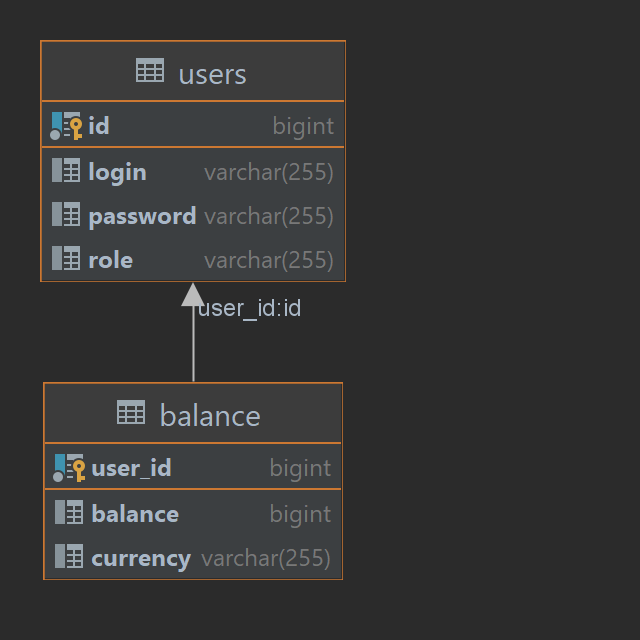 users
id bigint
login varchar(255)
password varchar(255)
role varchar(255)
user_id:id
balance
user_id bigint
balance bigint
currency varchar(255)